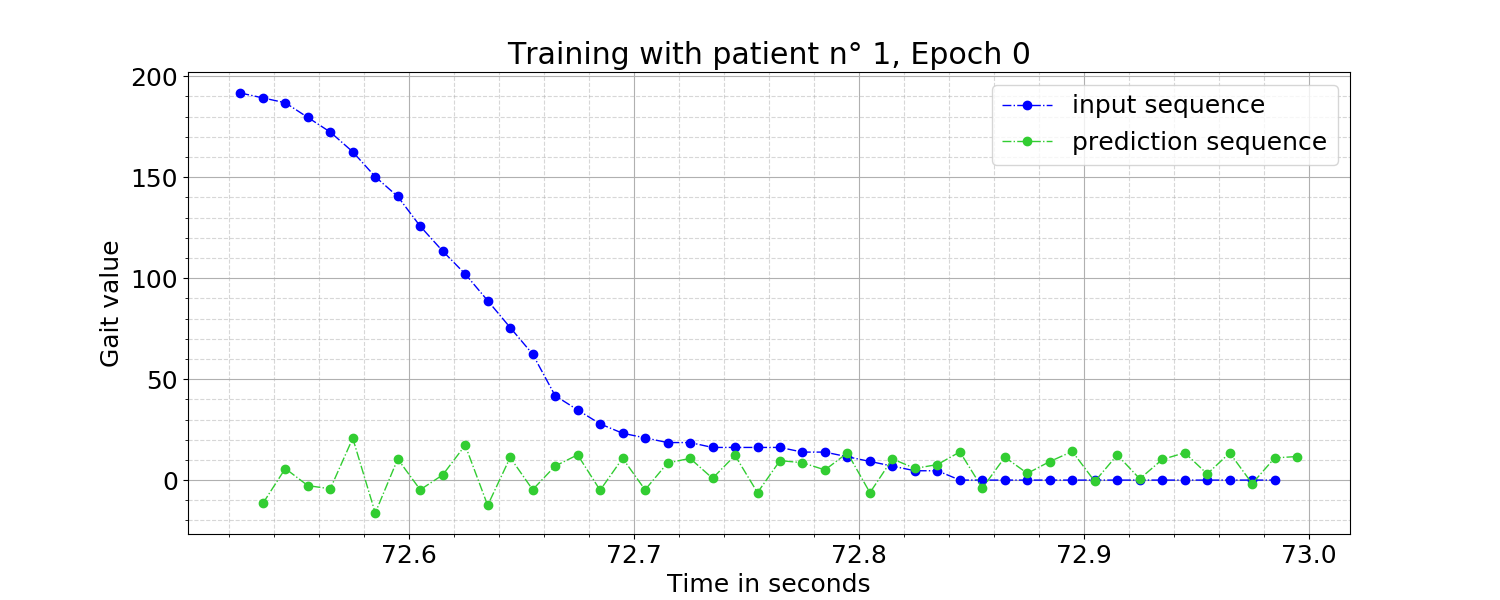 Training with patient n° 1, Epoch 0
200
150
100
50
0
Gait value
input sequence
prediction sequence
72.6 72.7 72.8 72.9 73.0
Time in seconds